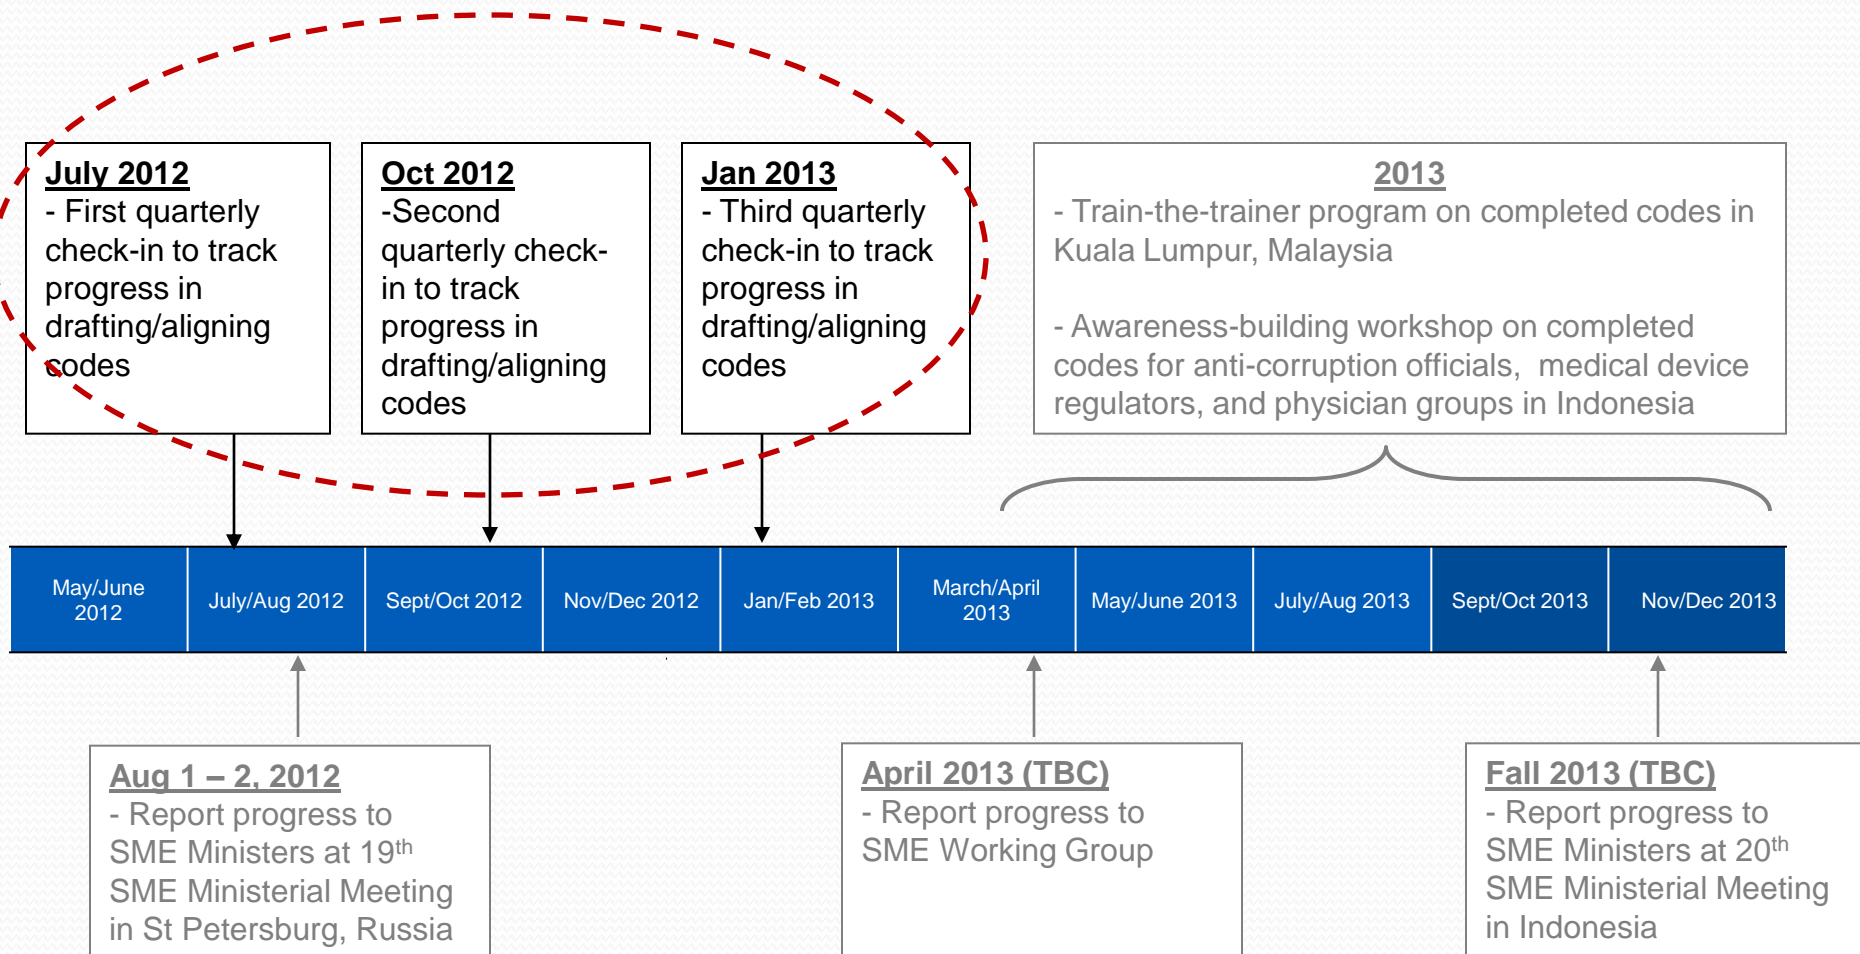 July 2012
- First quarterly
check-in to track
progress in
drafting/aligning
codes
Oct 2012
-Second
quarterly check-
in to track
progress in
drafting/aligning
codes
Jan 2013
- Third quarterly
check-in to track
progress in
drafting/aligning
codes
2013
- Train-the-trainer program on completed codes in
Kuala Lumpur, Malaysia
- Awareness-building workshop on completed
codes for anti-corruption officials,  medical device
regulators, and physician groups in Indonesia
May/June
2012
July/Aug 2012
Sept/Oct 2012
Nov/Dec 2012
Jan/Feb 2013
March/April
2013
May/June 2013
July/Aug 2013
Sept/Oct 2013
Nov/Dec 2013
Aug 1 – 2, 2012
- Report progress to
SME Ministers at 19th
SME Ministerial Meeting
in St Petersburg, Russia
April 2013 (TBC)
- Report progress to
SME Working Group
Fall 2013 (TBC)
- Report progress to
SME Ministers at 20th
SME Ministerial Meeting
in Indonesia